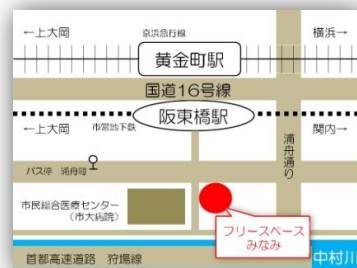 ←上大岡
京浜急行線
横浜→
黄金町駅
国道16号線
阪東橋駅
←上大岡
市営地下鉄
関内→
浦舟通り
バス停 浦舟町
市民総合医療センター
(市大病院)
フリースペース
みなみ
首都高速道路 狩場線
中村川